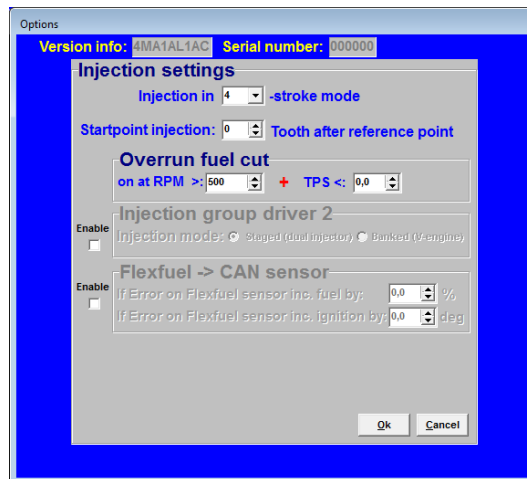 Options
Version info: 4MA1AL1AC Serial number: 000000
Injection settings
Injection in 4 -stroke mode
Startpoint injection: 0 Tooth after reference point
Overrun fuel cut
on at RPM >: 500 + TPS <: 0,0
Injection group driver 2
Enable
Injection mode: Staged (dual injector) Banked (V-engine)
Flexfuel -> CAN sensor
Enable
If Error on Flexfuel sensor inc. fuel by: 0,0 %
If Error on Flexfuel sensor inc. ignition by: 0,0 deg
Ok Cancel